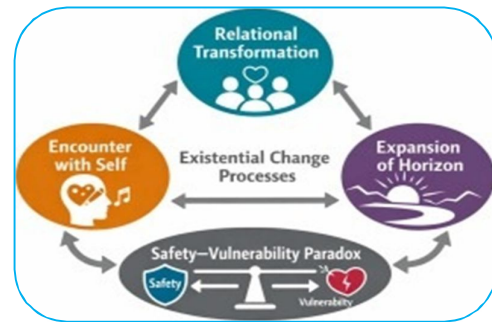 Relational
Transformation
Encounter
with Self
Existential Change
Processes
Expansion
of Horizon
Safety–Vulnerability Paradox
Safety
Vulnerability